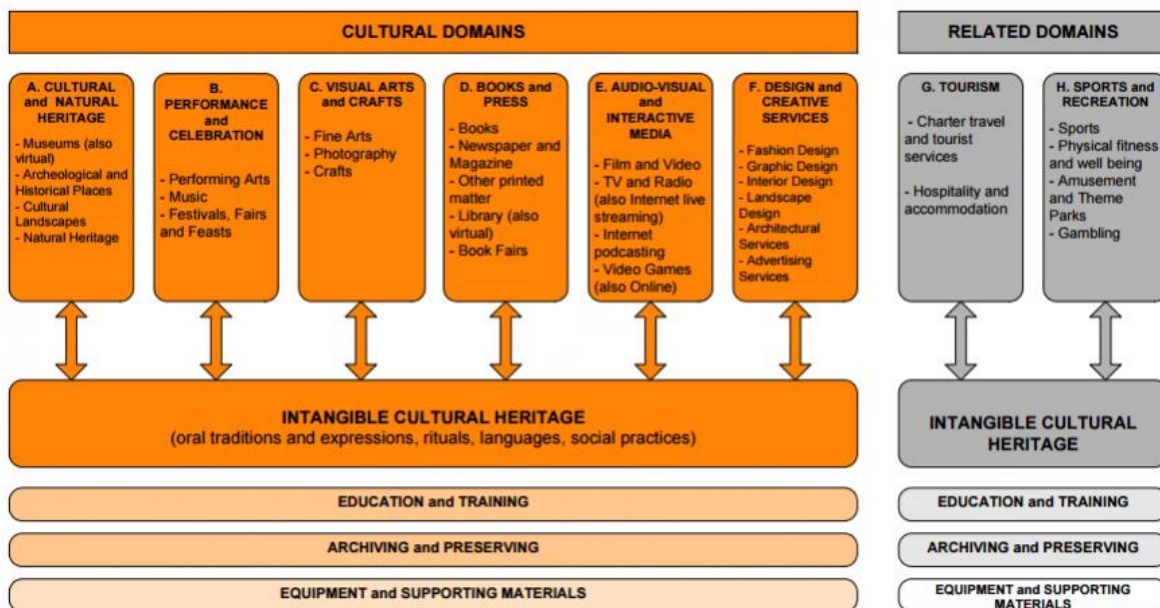 CULTURAL DOMAINS
RELATED DOMAINS
A. CULTURAL
and NATURAL
HERITAGE
- Museums (also
virtual)
- Archeological and
Historical Places
- Cultural
Landscapes
- Natural Heritage
B.
PERFORMANCE
and
CELEBRATION
- Performing Arts
- Music
- Festivals, Fairs
and Feasts
C. VISUAL ARTS
and CRAFTS
- Fine Arts
- Photography
- Crafts
D. BOOKS and
PRESS
- Books
- Newspaper and
Magazine
- Other printed
matter
- Library (also
virtual)
- Book Fairs
E. AUDIO-VISUAL
and
INTERACTIVE
MEDIA
- Film and Video
- TV and Radio
(also Internet live
streaming)
- Internet
podcasting
- Video Games
(also Online)
F. DESIGN and
CREATIVE
SERVICES
- Fashion Design
- Graphic Design
- Interior Design
- Landscape
Design
- Architectural
Services
- Advertising
Services
G. TOURISM
- Charter travel
and tourist
services
- Hospitality and
accommodation
H. SPORTS and
RECREATION
- Sports
- Physical fitness
and well being
- Amusement
and Theme
Parks
- Gambling
INTANGIBLE CULTURAL HERITAGE
(oral traditions and expressions, rituals, languages, social practices)
INTANGIBLE CULTURAL
HERITAGE
EDUCATION and TRAINING
EDUCATION and TRAINING
ARCHIVING and PRESERVING
ARCHIVING and PRESERVING
EQUIPMENT and SUPPORTING MATERIALS
EQUIPMENT and SUPPORTING
MATERIALS